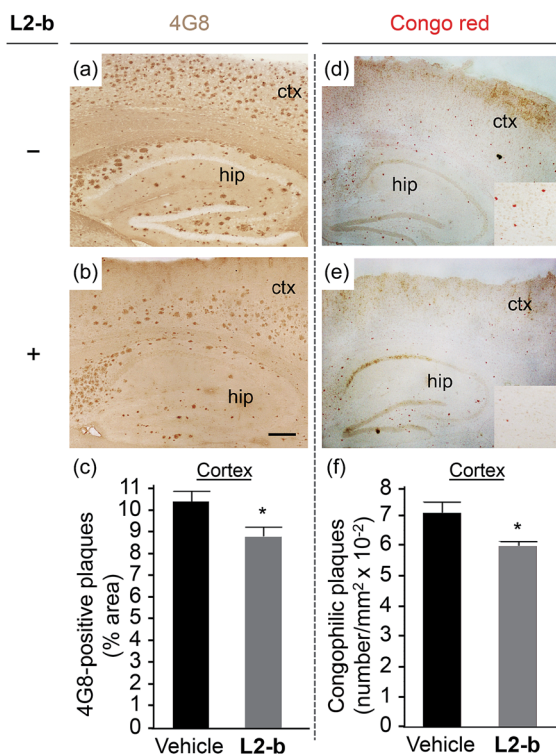 L2-b 4G8 Congo red
(a) ctx hip
(d) ctx hip
−
(b) ctx hip
(e) ctx hip
+
(c) Cortex
4G8-positive plaques
(% area)
11
10
9
8
7
6
5
4
3
2
1
0
*
Vehicle L2-b
(f) Cortex
Congophilic plaques
(number/mm² x 10⁻²)
8
7
6
5
4
3
2
1
0
*
Vehicle L2-b